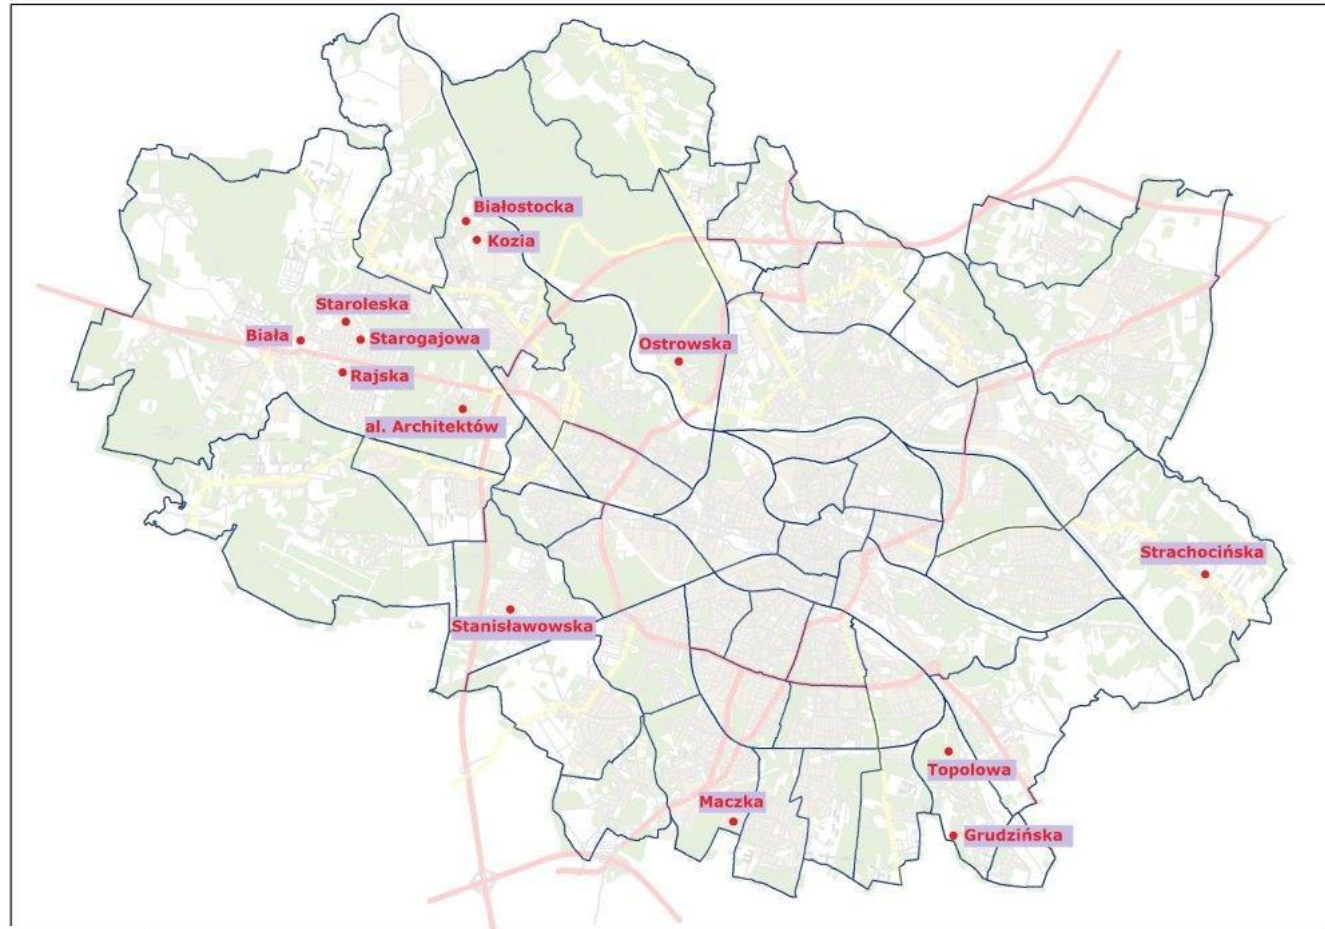 Białostocka
Kozia
Staroleska
Biała
Starogajowa
Ostrowska
Rajska
al. Architektów
Strachocińska
Stanisławowska
Topolowa
Maczka
Grudzińska